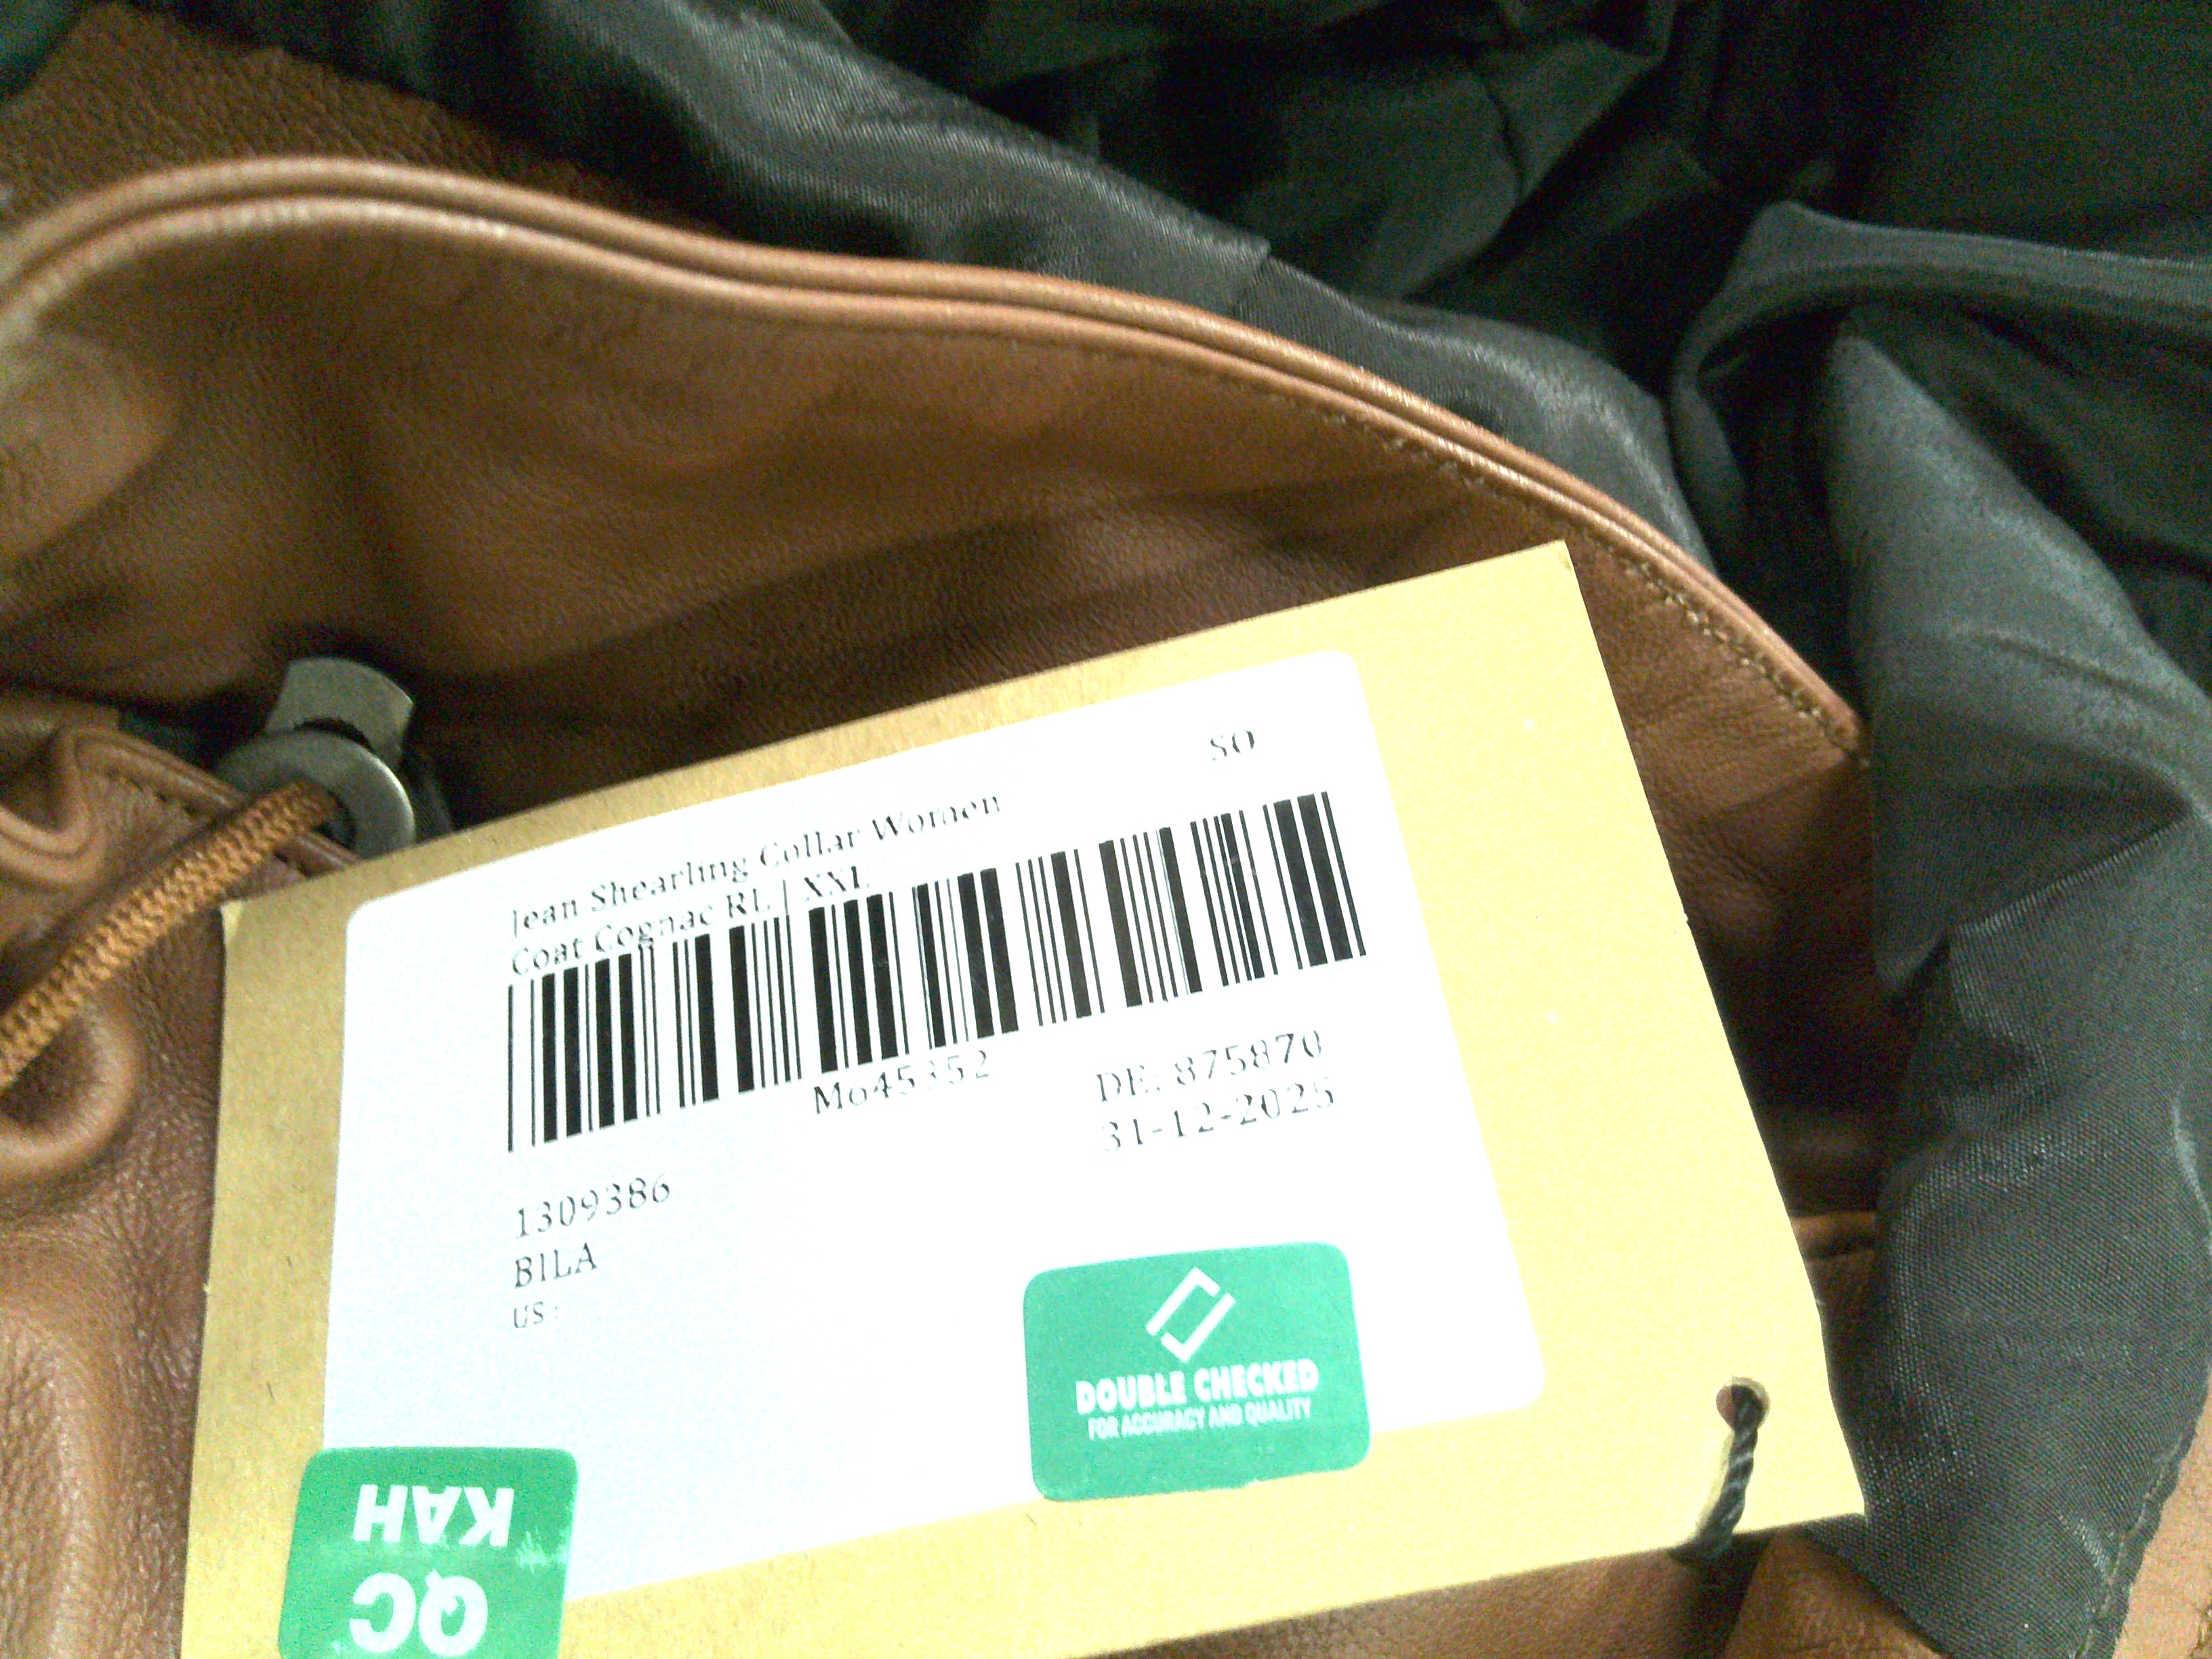 SO
Jean Shearling Collar Women
Coat Cognac RL | XXL
M645352
DE: 875870
31-12-2025
1309386
BILA
US :
DOUBLE CHECKED
FOR ACCURACY AND QUALITY
QC
KAH